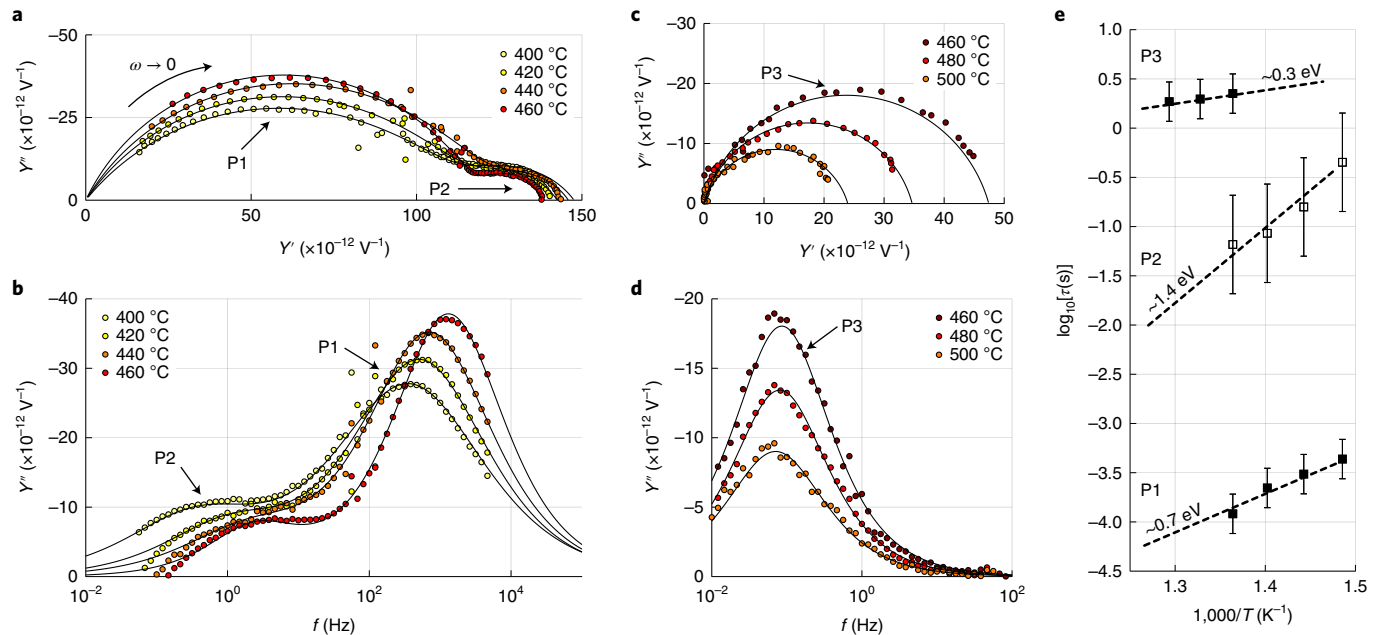 a
−50
−25
0
Y″ (×10⁻¹² V⁻¹)
ω → 0
P1
P2
400 °C
420 °C
440 °C
460 °C
0
50
100
150
Y′ (×10⁻¹² V⁻¹)
b
−40
−30
−20
−10
0
Y″ (×10⁻¹² V⁻¹)
400 °C
420 °C
440 °C
460 °C
P1
P2
10⁻²
10⁰
10²
10⁴
f (Hz)
c
−30
−20
−10
0
Y″ (×10⁻¹² V⁻¹)
P3
460 °C
480 °C
500 °C
0
10
20
30
40
50
Y′ (×10⁻¹² V⁻¹)
d
−20
−15
−10
−5
0
Y″ (×10⁻¹² V⁻¹)
P3
460 °C
480 °C
500 °C
10⁻²
10⁰
10²
f (Hz)
e
1.0
0.5
0
−0.5
−1.0
−1.5
−2.0
−2.5
−3.0
−3.5
−4.0
−4.5
log₁₀[τ(s)]
P3
~0.3 eV
P2
~1.4 eV
P1
~0.7 eV
1.3
1.4
1.5
1,000/T (K⁻¹)